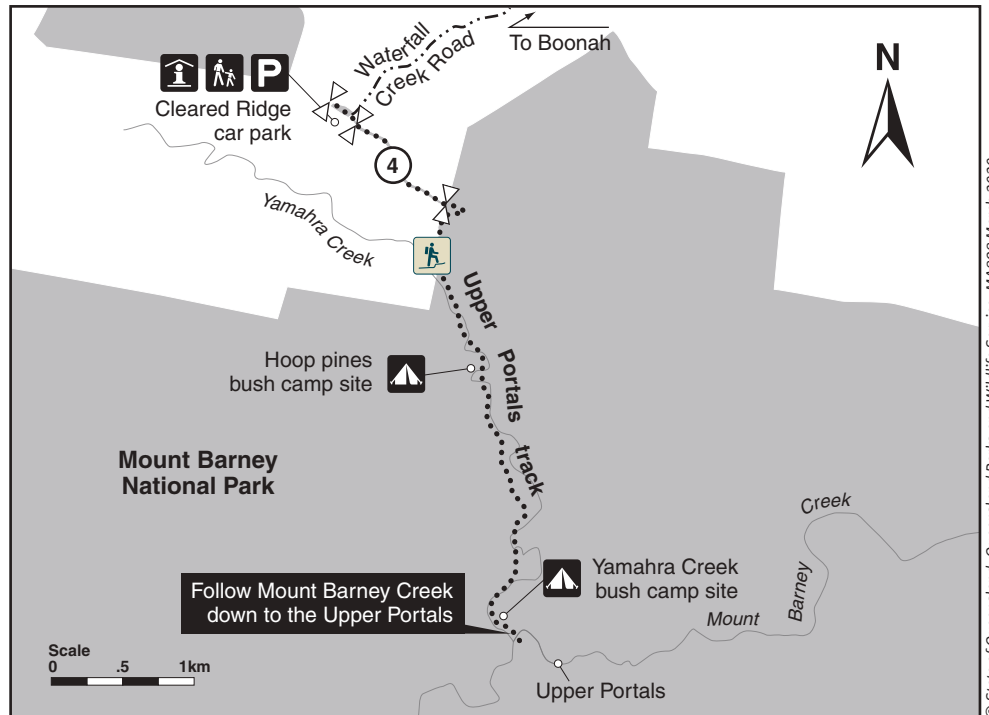 Waterfall
Creek Road
To Boonah
N
P
Cleared Ridge
car park
4
Yamahra Creek
Upper Portals track
Hoop pines
bush camp site
Mount Barney
National Park
Creek
Barney
Mount
Yamahra Creek
bush camp site
Follow Mount Barney Creek
down to the Upper Portals
Scale
0 .5 1km
Upper Portals